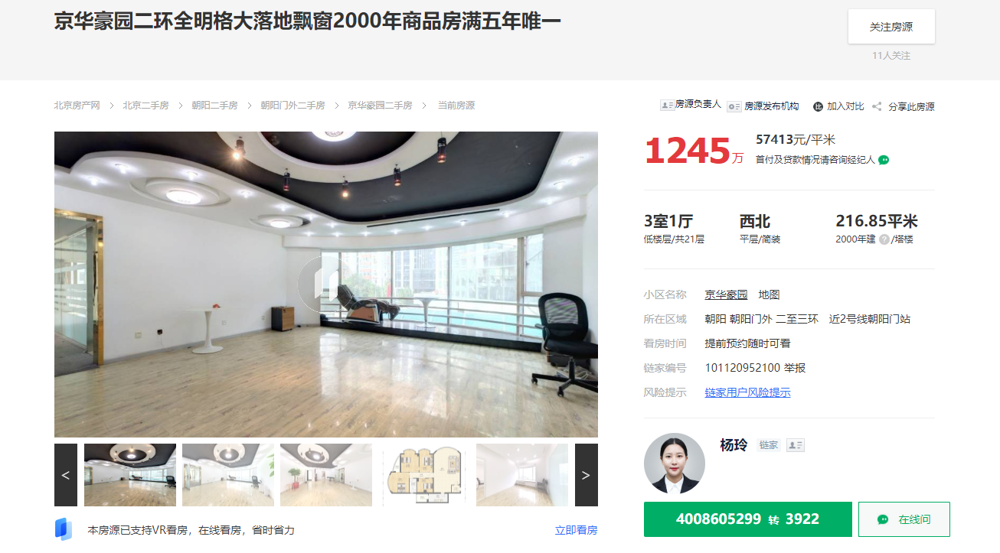 京华豪园二环全明格大落地飘窗2000年商品房满五年唯一
关注房源
11人关注
北京房产网 > 北京二手房 > 朝阳二手房 > 朝阳门外二手房 > 京华豪园二手房 > 当前房源
房源负责人 房源发布机构 加入对比 分享此房源
1245万
57413元/平米
首付及贷款情况请咨询经纪人
3室1厅 西北 216.85平米
低楼层/共21层 平层/简装 2000年建 ? /塔楼
小区名称 京华豪园 地图
所在区域 朝阳 朝阳门外 二至三环 近2号线朝阳门站
看房时间 提前预约随时可看
链家编号 101120952100 举报
风险提示 链家用户风险提示
杨玲 链家
4008605299 转 3922
在线问
< >
本房源已支持VR看房，在线看房，省时省力 立即看房